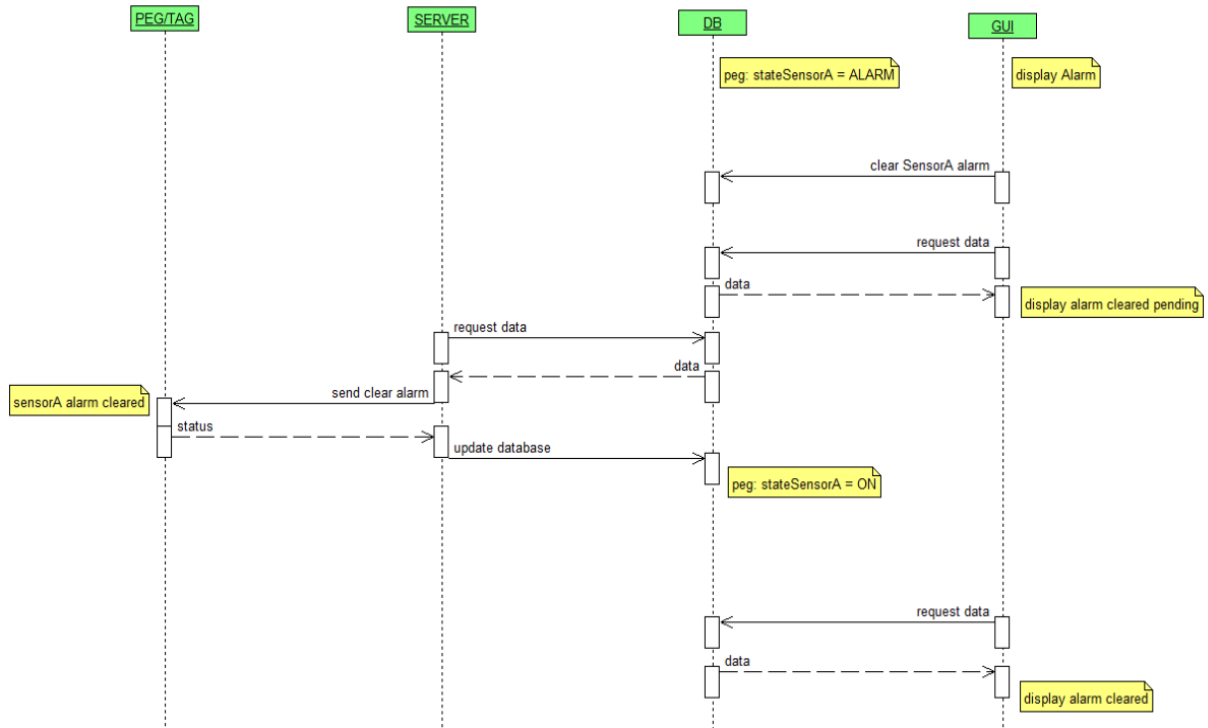 PEG/TAG
SERVER
DB
GUI
peg: stateSensorA = ALARM
display Alarm
clear SensorA alarm
request data
data
display alarm cleared pending
request data
data
send clear alarm
sensorA alarm cleared
status
update database
peg: stateSensorA = ON
request data
data
display alarm cleared